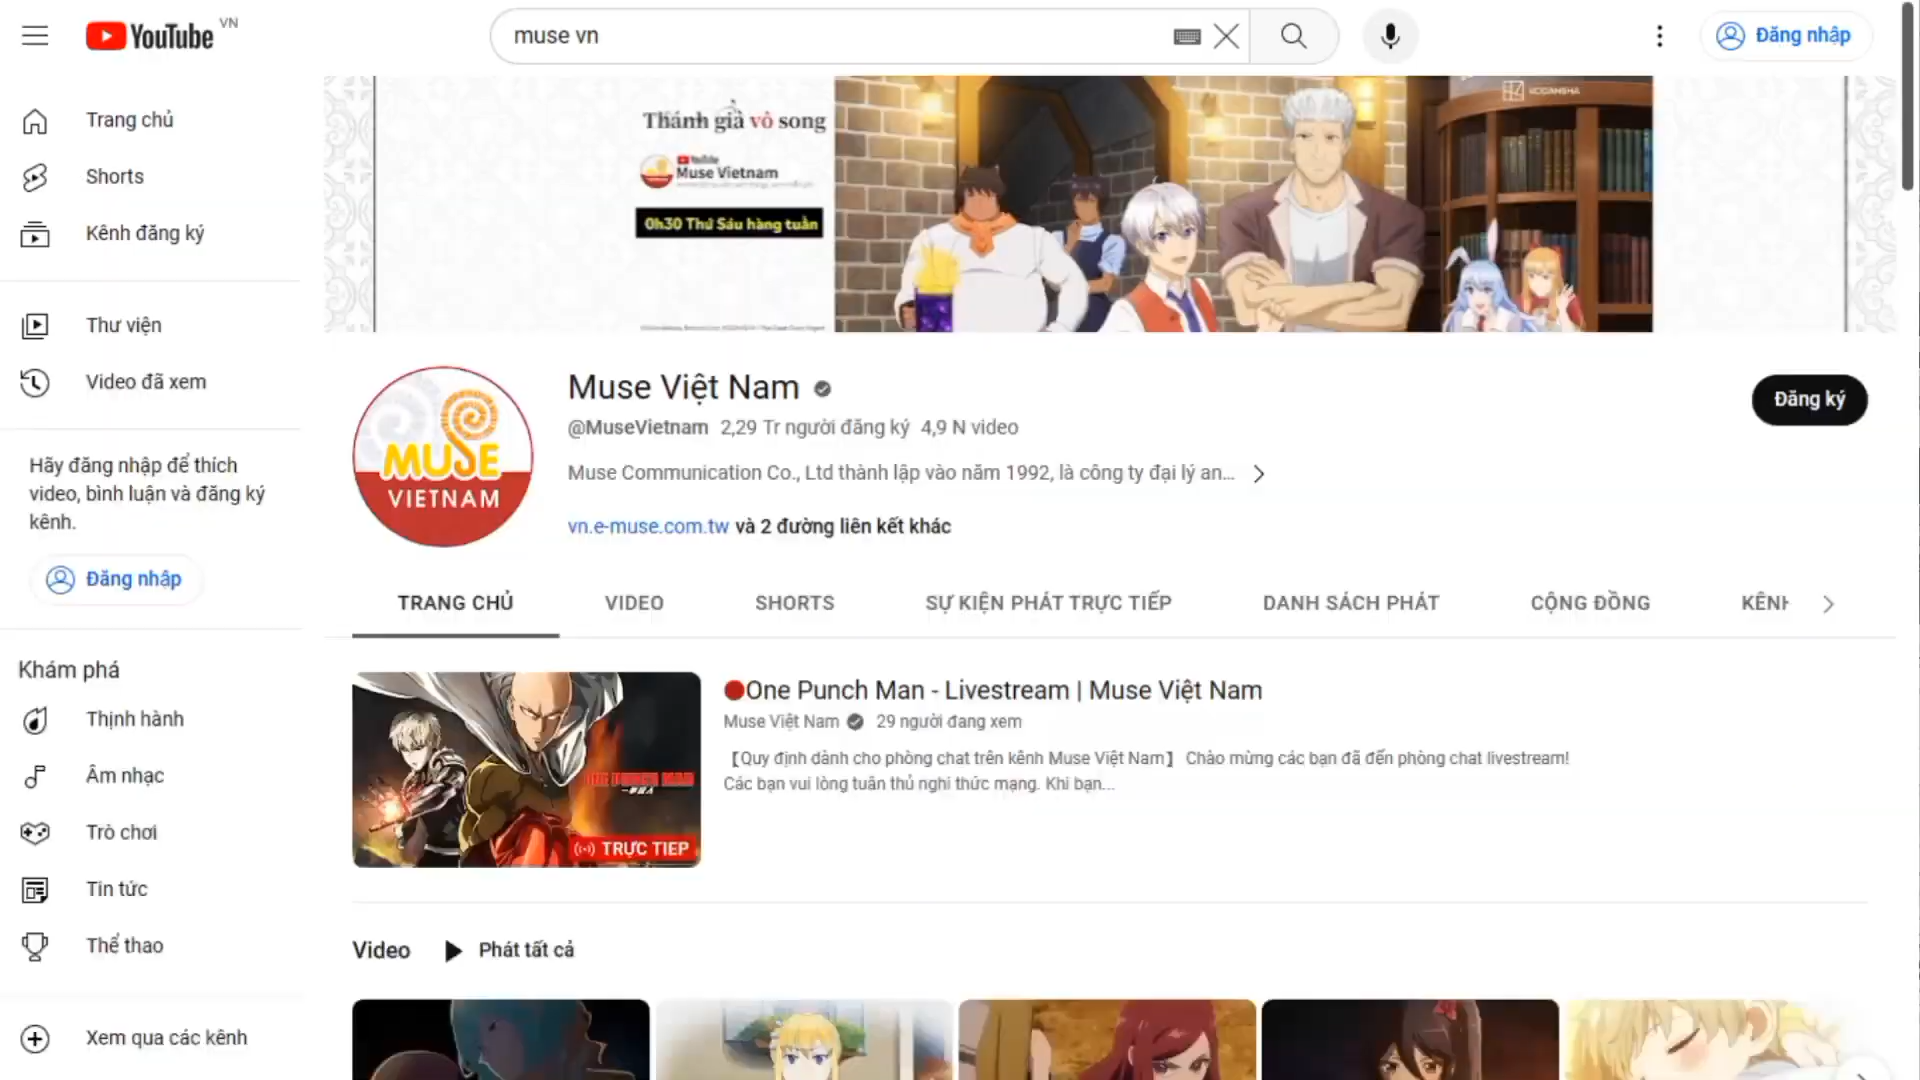 YouTube VN
muse vn
Đăng nhập
Trang chủ
Shorts
Kênh đăng ký
Thư viện
Video đã xem
Hãy đăng nhập để thích
video, bình luận và đăng ký
kênh.
Đăng nhập
Khám phá
Thịnh hành
Âm nhạc
Trò chơi
Tin tức
Thể thao
Xem qua các kênh
Thánh giả vô song
YouTube
Muse Vietnam
0h30 Thứ Sáu hàng tuần
KODANSHA
MUSE
VIETNAM
Muse Việt Nam
@MuseVietnam 2,29 Tr người đăng ký 4,9 N video
Muse Communication Co., Ltd thành lập vào năm 1992, là công ty đại lý an...
vn.e-muse.com.tw và 2 đường liên kết khác
Đăng ký
TRANG CHỦ VIDEO SHORTS SỰ KIỆN PHÁT TRỰC TIẾP DANH SÁCH PHÁT CỘNG ĐỒNG KÊNH
ONE PUNCH MAN
TRỰC TIẾP
One Punch Man - Livestream | Muse Việt Nam
Muse Việt Nam 29 người đang xem
【Quy định dành cho phòng chat trên kênh Muse Việt Nam】 Chào mừng các bạn đã đến phòng chat livestream!
Các bạn vui lòng tuân thủ nghi thức mạng. Khi bạn...
Video Phát tất cả